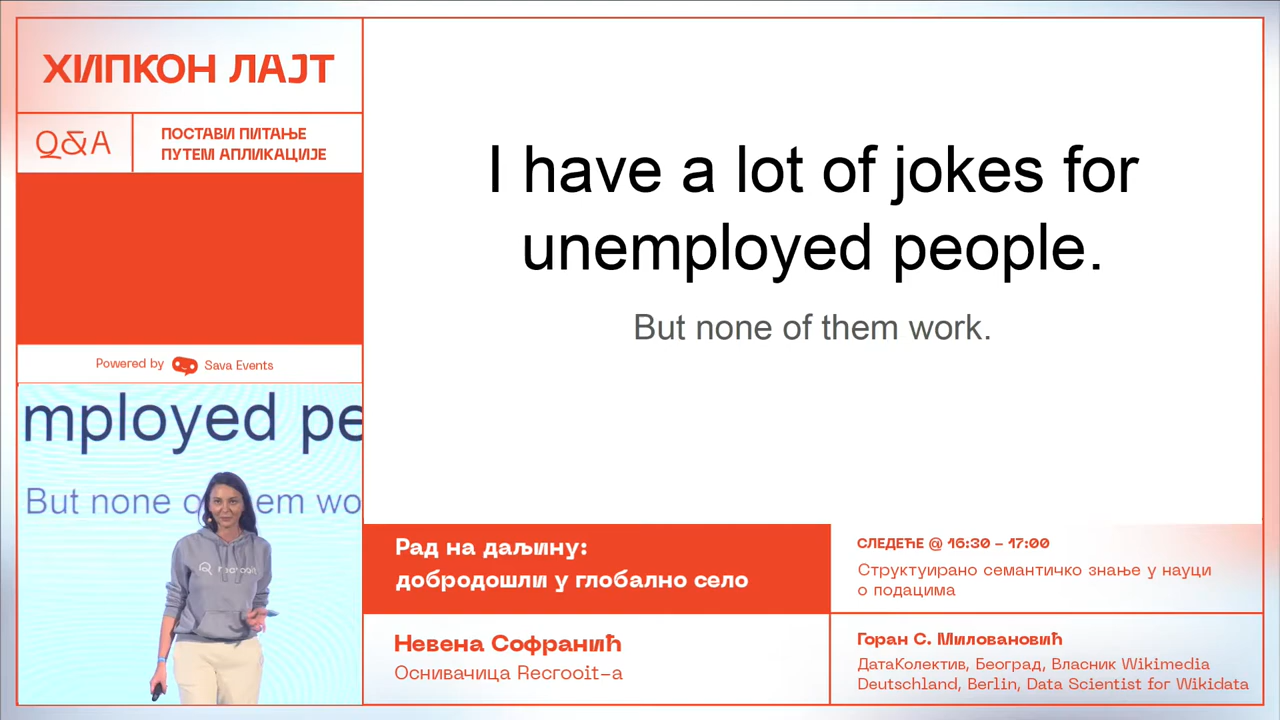 ХИПКОН ЛАЈТ
Q&A
ПОСТАВИ ПИТАЊЕ
ПУТЕМ АПЛИКАЦИЈЕ
Powered by Sava Events
mployed pe
But none of em wo
I have a lot of jokes for
unemployed people.
But none of them work.
Рад на даљину:
добродошли у глобално село
Невена Софранић
Оснивачица Recrooit-а
СЛЕДЕЋЕ @ 16:30 - 17:00
Структуирано семантичко знање у науци
о подацима
Горан С. Миловановић
ДатаКолектив, Београд, Власник Wikimedia
Deutschland, Berlin, Data Scientist for Wikidata